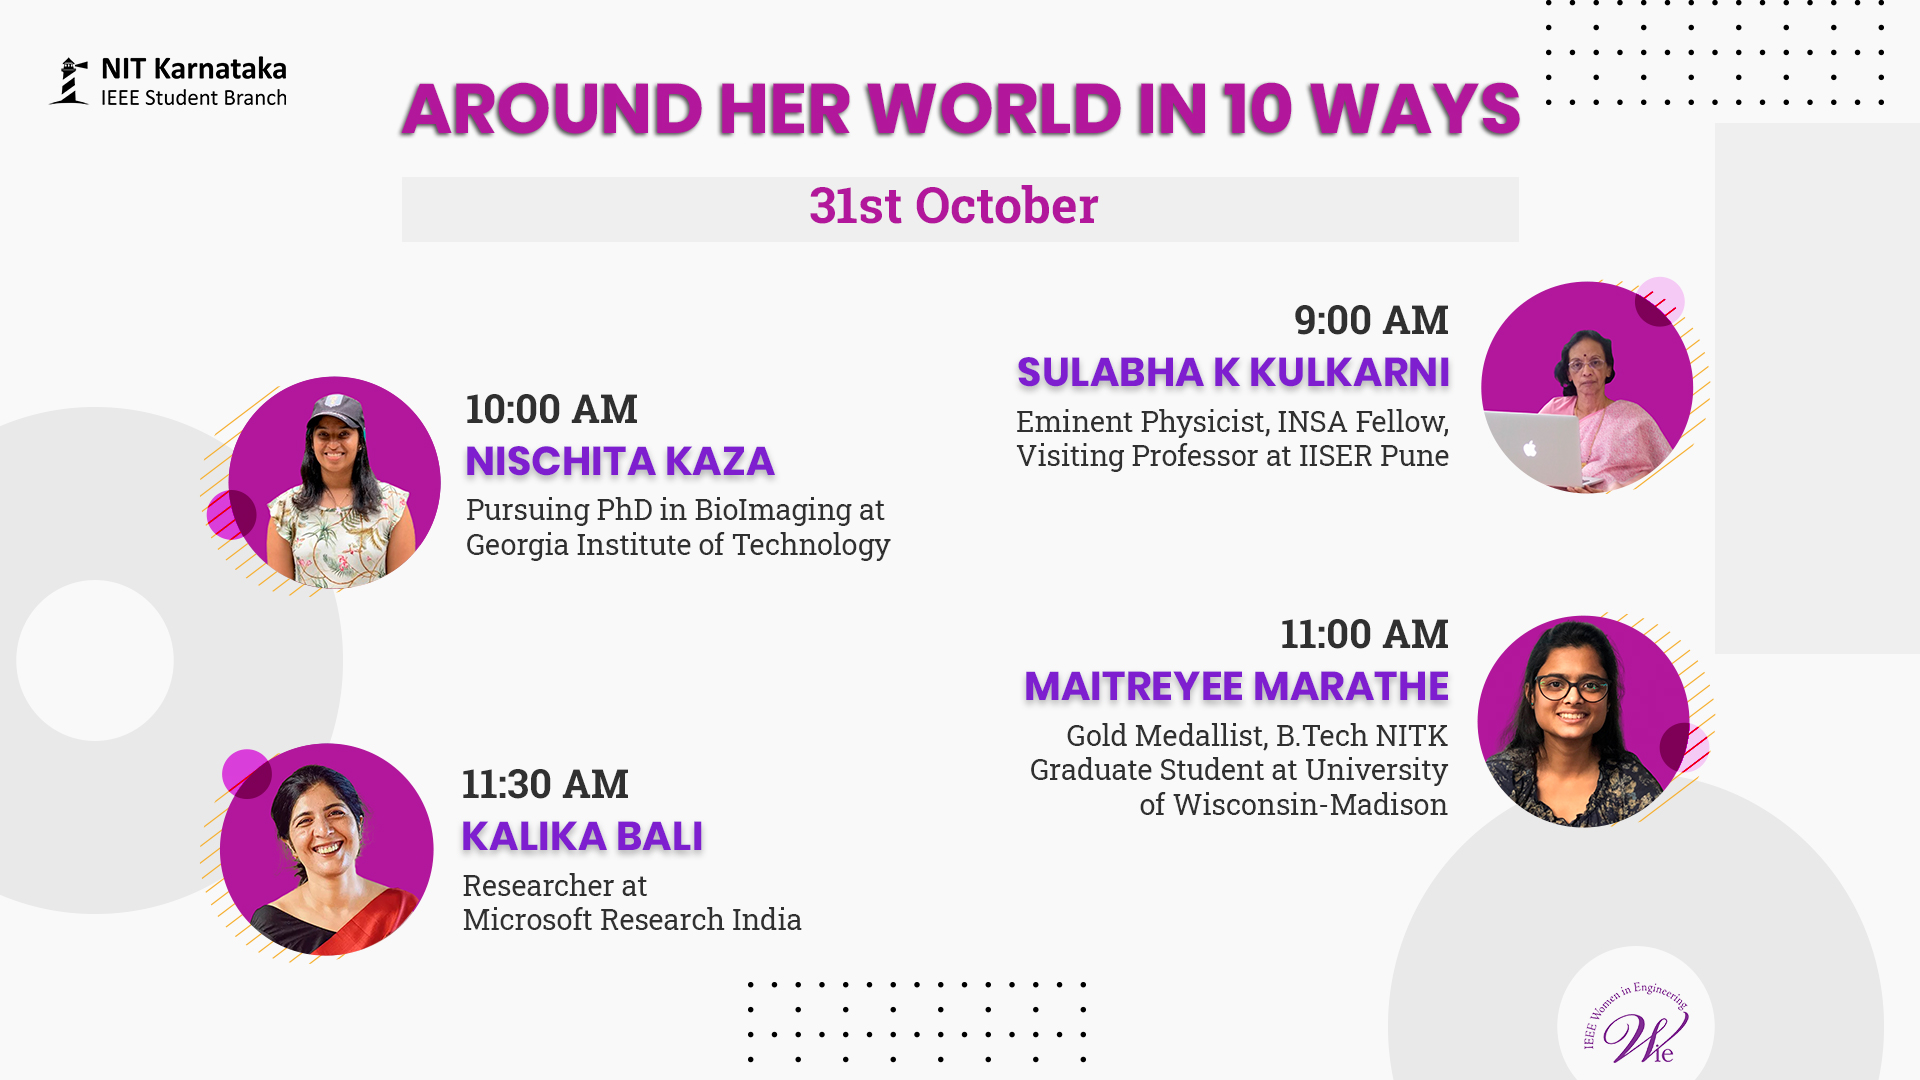 NIT Karnataka
IEEE Student Branch
AROUND HER WORLD IN 10 WAYS
31st October
9:00 AM
SULABHA K KULKARNI
Eminent Physicist, INSA Fellow,
Visiting Professor at IISER Pune
10:00 AM
NISCHITA KAZA
Pursuing PhD in BioImaging at
Georgia Institute of Technology
11:00 AM
MAITREYEE MARATHE
Gold Medallist, B.Tech NITK
Graduate Student at University
of Wisconsin-Madison
11:30 AM
KALIKA BALI
Researcher at
Microsoft Research India
IEEE Women in Engineering
Wie